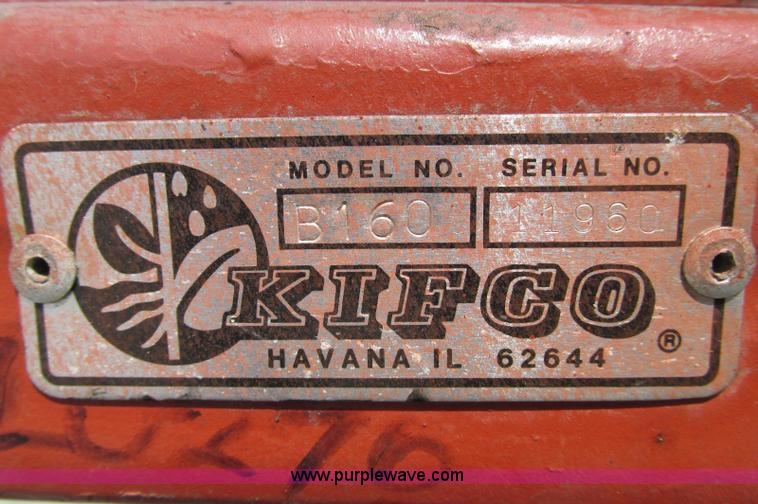 MODEL NO. SERIAL NO.
B160 11960
KIFCO ®
HAVANA IL 62644
www.purplewave.com